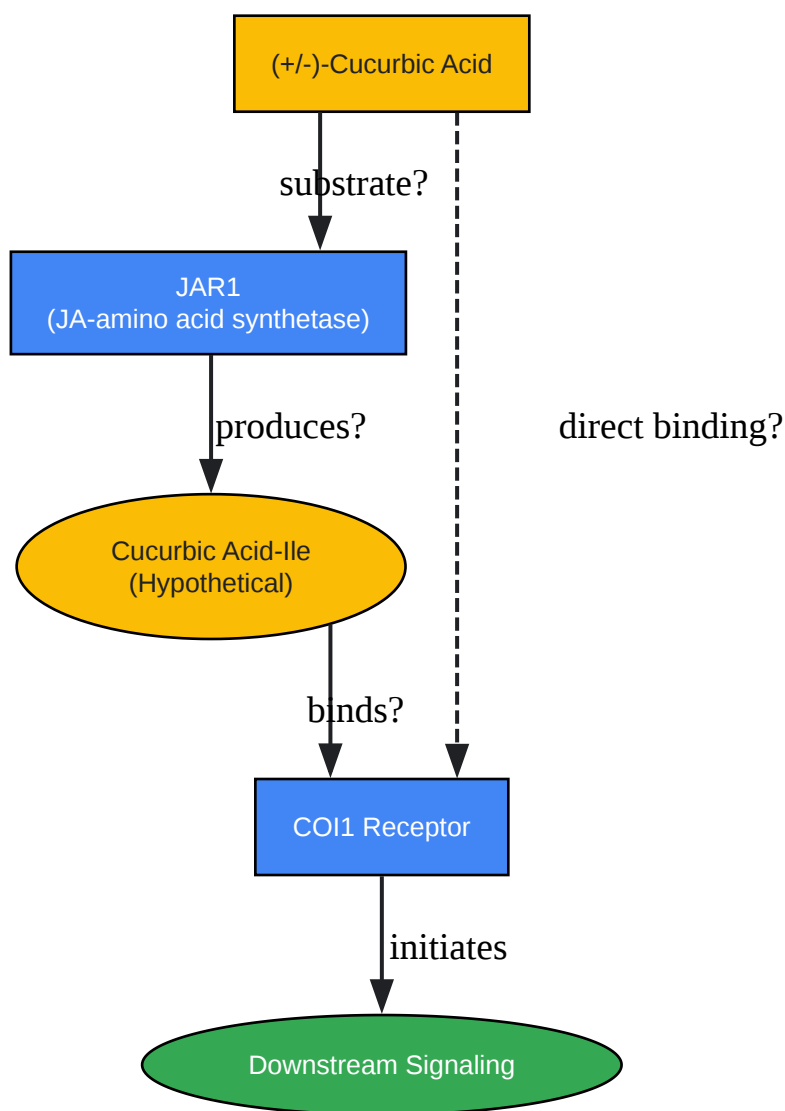 (+/-)-Cucurbic Acid
substrate?
JAR1
(JA-amino acid synthetase)
produces?
direct binding?
Cucurbic Acid-Ile
(Hypothetical)
binds?
COI1 Receptor
initiates
Downstream Signaling